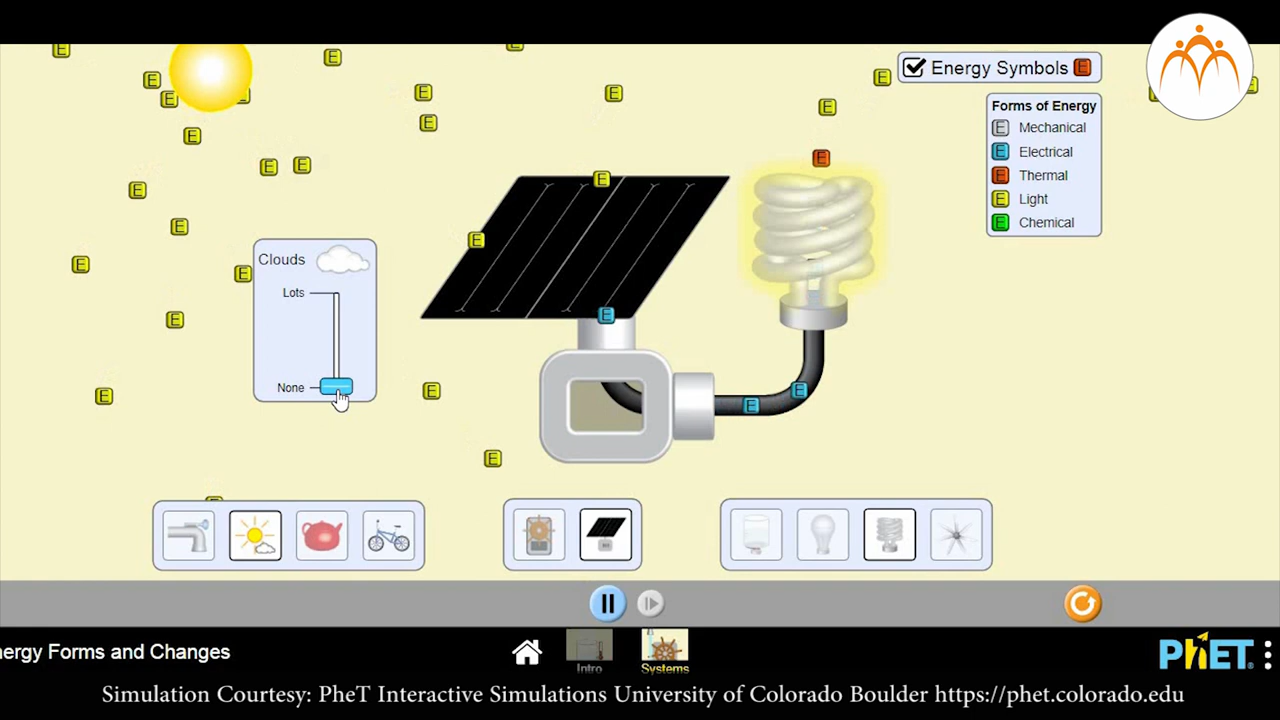 Energy Symbols E
Forms of Energy
E Mechanical
E Electrical
E Thermal
E Light
E Chemical
Clouds
Lots
None
nergy Forms and Changes
Intro
Systems
PhET
Simulation Courtesy: PheT Interactive Simulations University of Colorado Boulder https://phet.colorado.edu